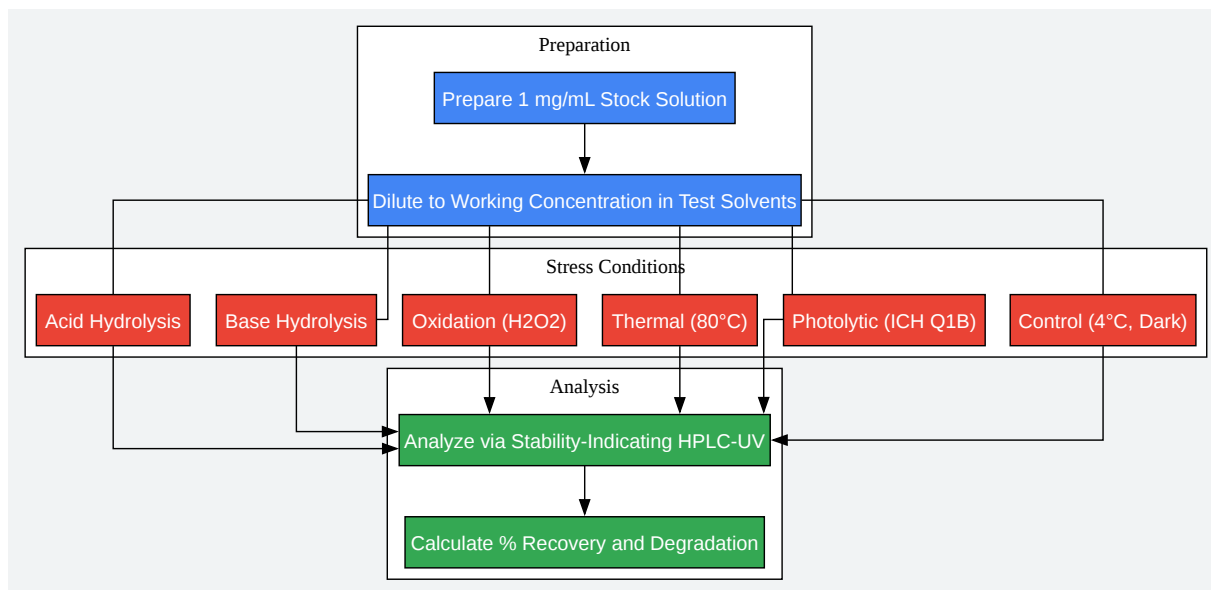 Preparation
Prepare 1 mg/mL Stock Solution
Dilute to Working Concentration in Test Solvents
Stress Conditions
Acid Hydrolysis
Base Hydrolysis
Oxidation (H2O2)
Thermal (80°C)
Photolytic (ICH Q1B)
Control (4°C, Dark)
Analysis
Analyze via Stability-Indicating HPLC-UV
Calculate % Recovery and Degradation